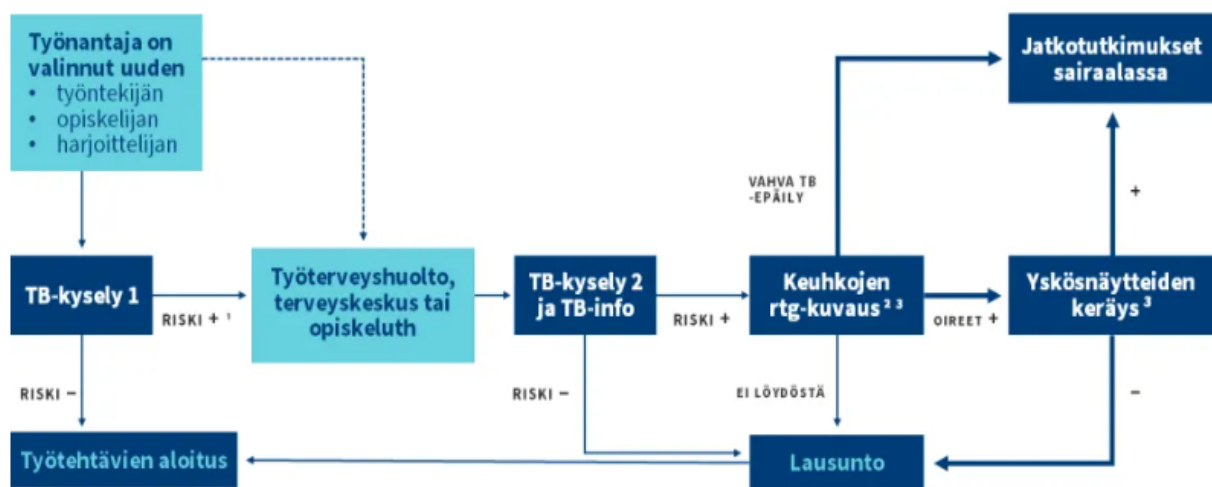 Työnantaja on
valinnut uuden
• työntekijän
• opiskelijan
• harjoittelijan
Jatkotutkimukset
sairaalassa
VAHVA TB
-EPÄILY
+
TB-kysely 1
RISKI + ¹
Työterveyshuolto,
terveyskeskus tai
opiskeluth
TB-kysely 2
ja TB-info
RISKI +
Keuhkojen
rtg-kuvaus ² ³
OIREET +
Yskösnäytteiden
keräys ³
RISKI –
RISKI –
EI LÖYDÖSTÄ
–
Työtehtävien aloitus
Lausunto